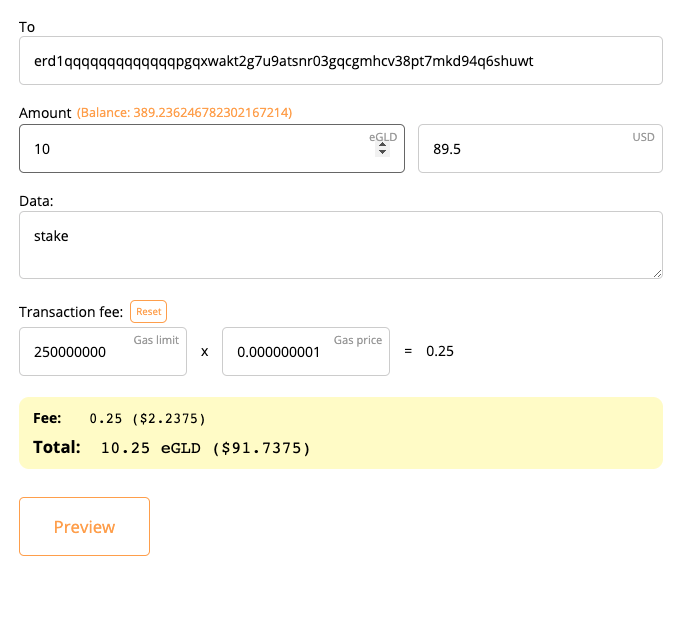 To
erd1qqqqqqqqqqqqqpgqxwakt2g7u9atsnr03gqcgmhcv38pt7mkd94q6shuwt
Amount (Balance: 389.236246782302167214)
10 eGLD
89.5 USD
Data:
stake
Transaction fee: Reset
250000000 Gas limit x 0.000000001 Gas price = 0.25
Fee: 0.25 ($2.2375)
Total: 10.25 eGLD ($91.7375)
Preview